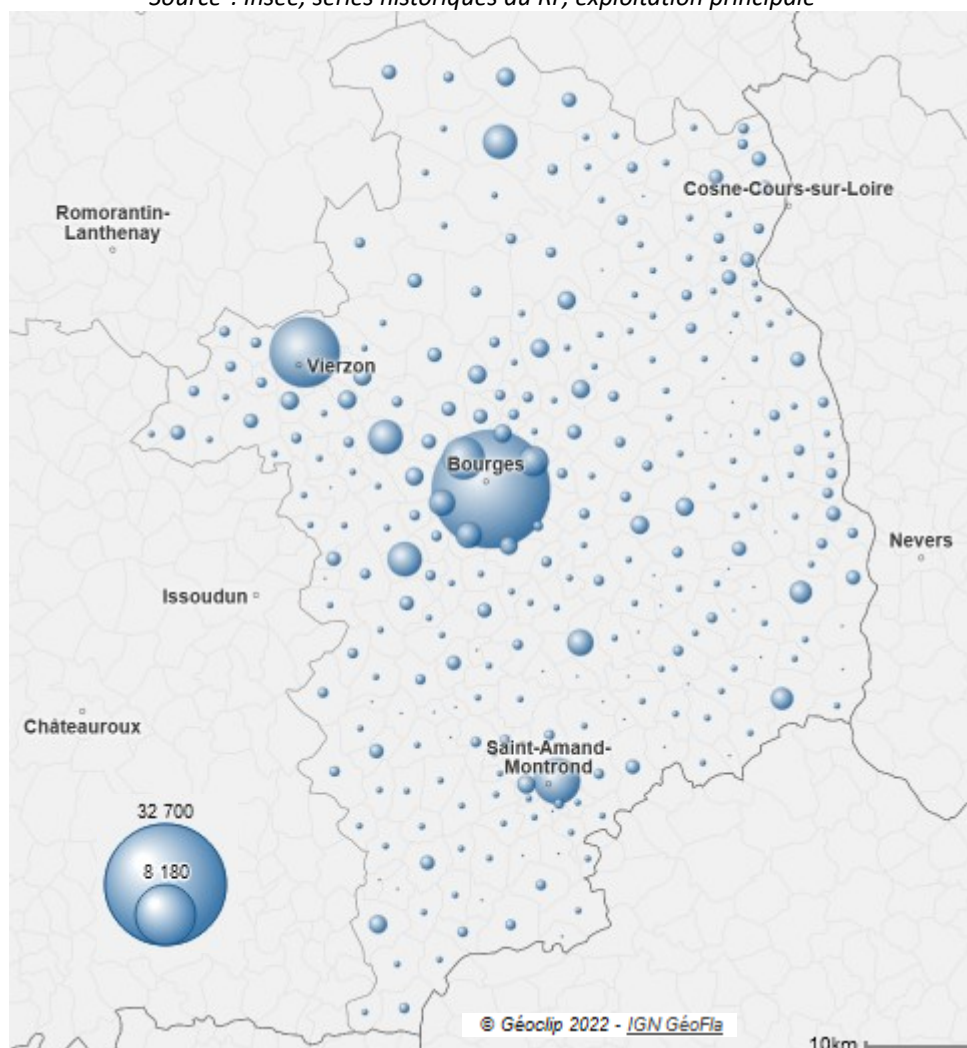 Source : Insee, séries historiques du RP, exploitation principale
Cosne-Cours-sur-Loire
Romorantin-
Lanthenay
Vierzon
Bourges
Nevers
Issoudun
Châteauroux
Saint-Amand-
Montrond
32 700
8 180
© Géoclip 2022 - IGN GéoFla
10km